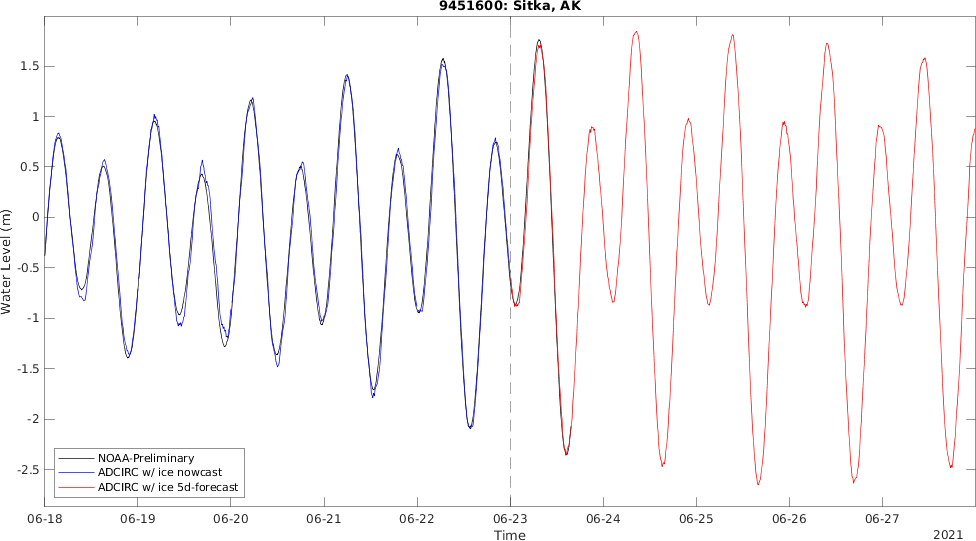 9451600: Sitka, AK
Water Level (m)
1.5
1
0.5
0
-0.5
-1
-1.5
-2
-2.5
NOAA-Preliminary
ADCIRC w/ ice nowcast
ADCIRC w/ ice 5d-forecast
06-18 06-19 06-20 06-21 06-22 06-23 06-24 06-25 06-26 06-27
Time
2021